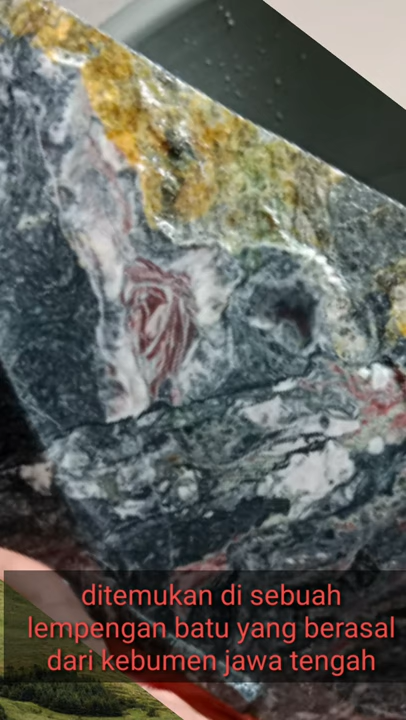 ditemukan di sebuah
lempengan batu yang berasal
dari kebumen jawa tengah